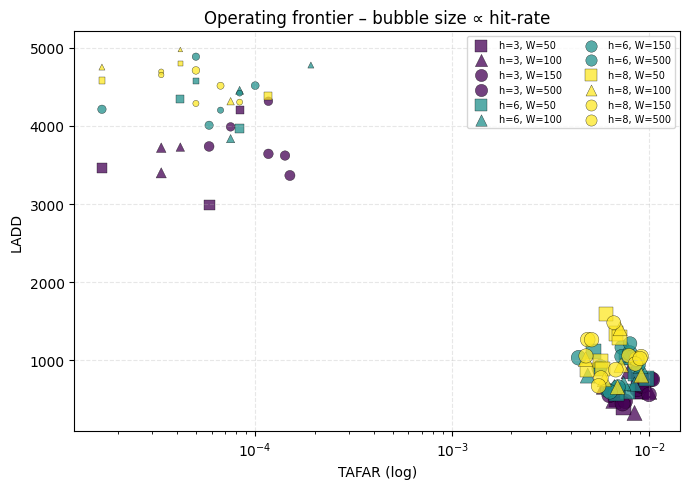 Operating frontier – bubble size ∝ hit-rate
h=3, W=50
h=3, W=100
h=3, W=150
h=3, W=500
h=6, W=50
h=6, W=100
h=6, W=150
h=6, W=500
h=8, W=50
h=8, W=100
h=8, W=150
h=8, W=500
5000
4000
3000
2000
1000
LADD
10⁻⁴
10⁻³
10⁻²
TAFAR (log)